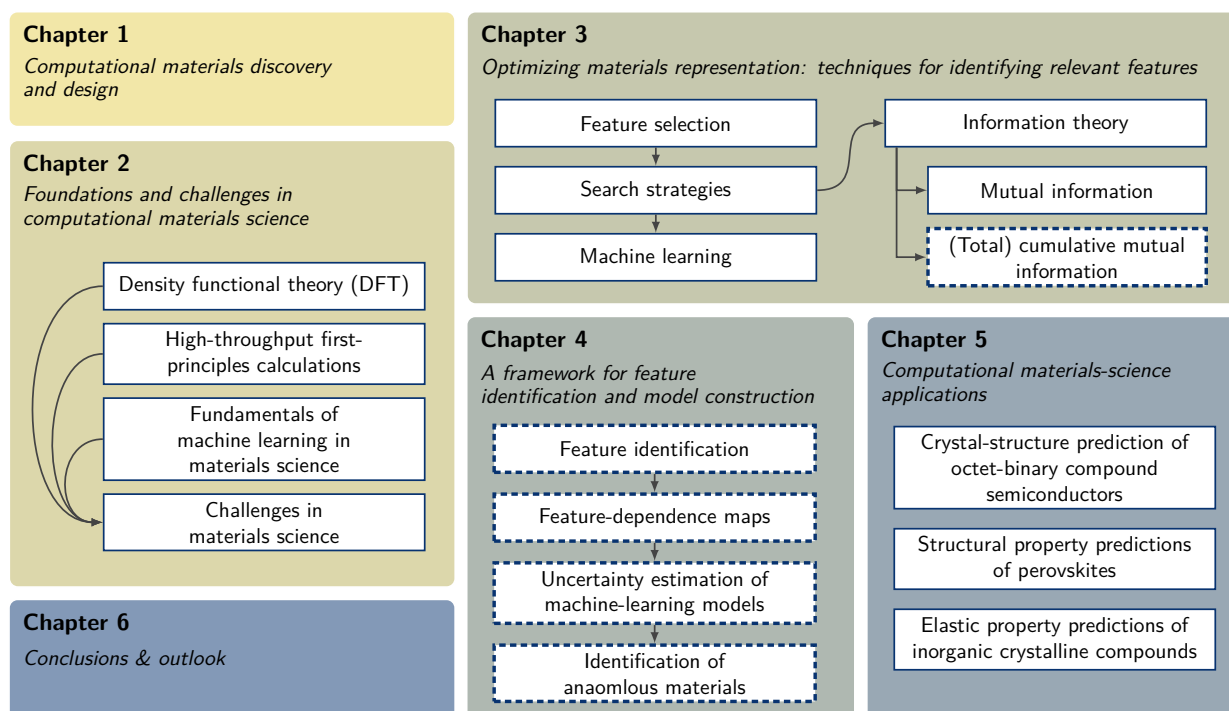 Chapter 1
Computational materials discovery
and design
Chapter 2
Foundations and challenges in
computational materials science
Density functional theory (DFT)
High-throughput first-
principles calculations
Fundamentals of
machine learning in
materials science
Challenges in
materials science
Chapter 6
Conclusions & outlook
Chapter 3
Optimizing materials representation: techniques for identifying relevant features
Feature selection
Search strategies
Machine learning
Information theory
Mutual information
(Total) cumulative mutual
information
Chapter 4
A framework for feature
identification and model construction
Feature identification
Feature-dependence maps
Uncertainty estimation of
machine-learning models
Identification of
anaomlous materials
Chapter 5
Computational materials-science
applications
Crystal-structure prediction of
octet-binary compound
semiconductors
Structural property predictions
of perovskites
Elastic property predictions of
inorganic crystalline compounds